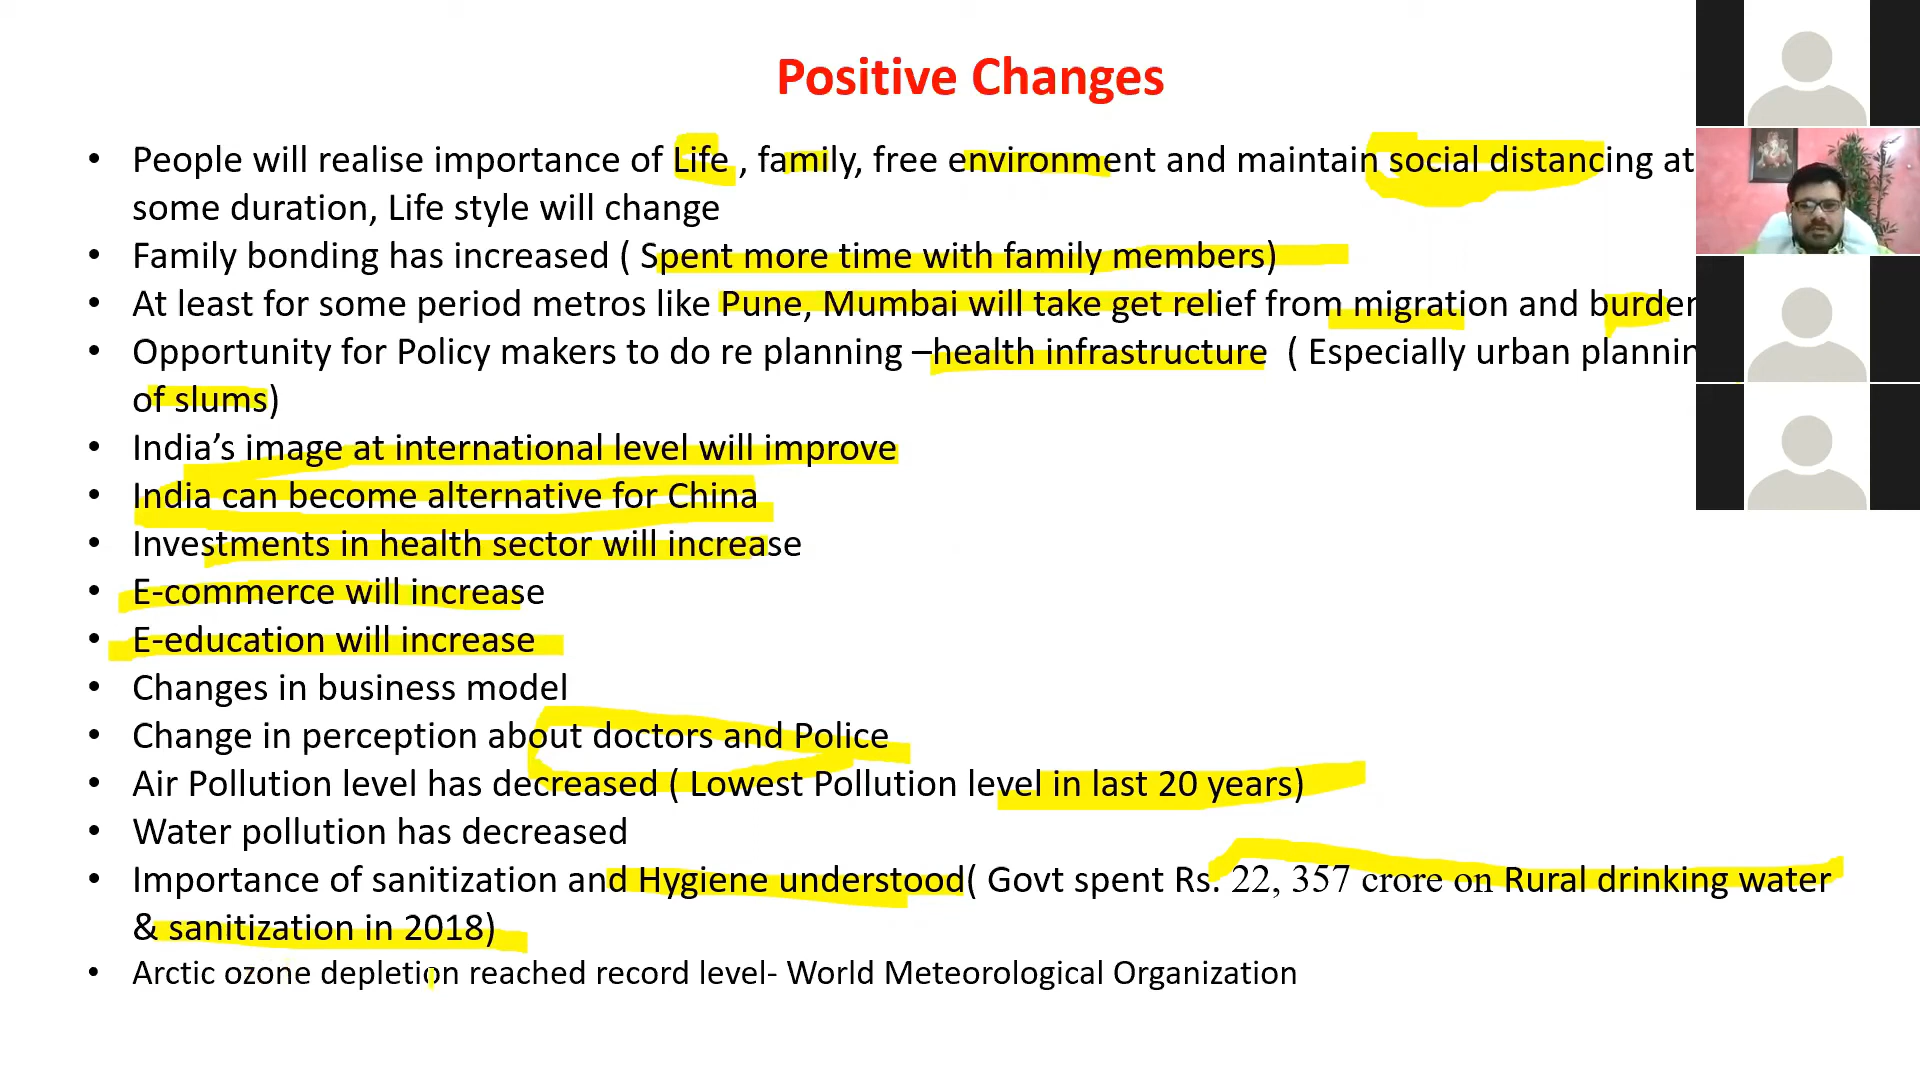 Positive Changes
• People will realise importance of Life , family, free environment and maintain social distancing at
some duration, Life style will change
• Family bonding has increased ( Spent more time with family members)
• At least for some period metros like Pune, Mumbai will take get relief from migration and
• Opportunity for Policy makers to do re planning –health infrastructure ( Especially urban
of slums)
• India’s image at international level will improve
• India can become alternative for China
• Investments in health sector will increase
• E-commerce will increase
• E-education will increase
• Changes in business model
• Change in perception about doctors and Police
• Air Pollution level has decreased ( Lowest Pollution level in last 20 years)
• Water pollution has decreased
• Importance of sanitization and Hygiene understood( Govt spent Rs. 22, 357 crore on Rural drinking water
& sanitization in 2018)
• Arctic ozone depletion reached record level- World Meteorological Organization